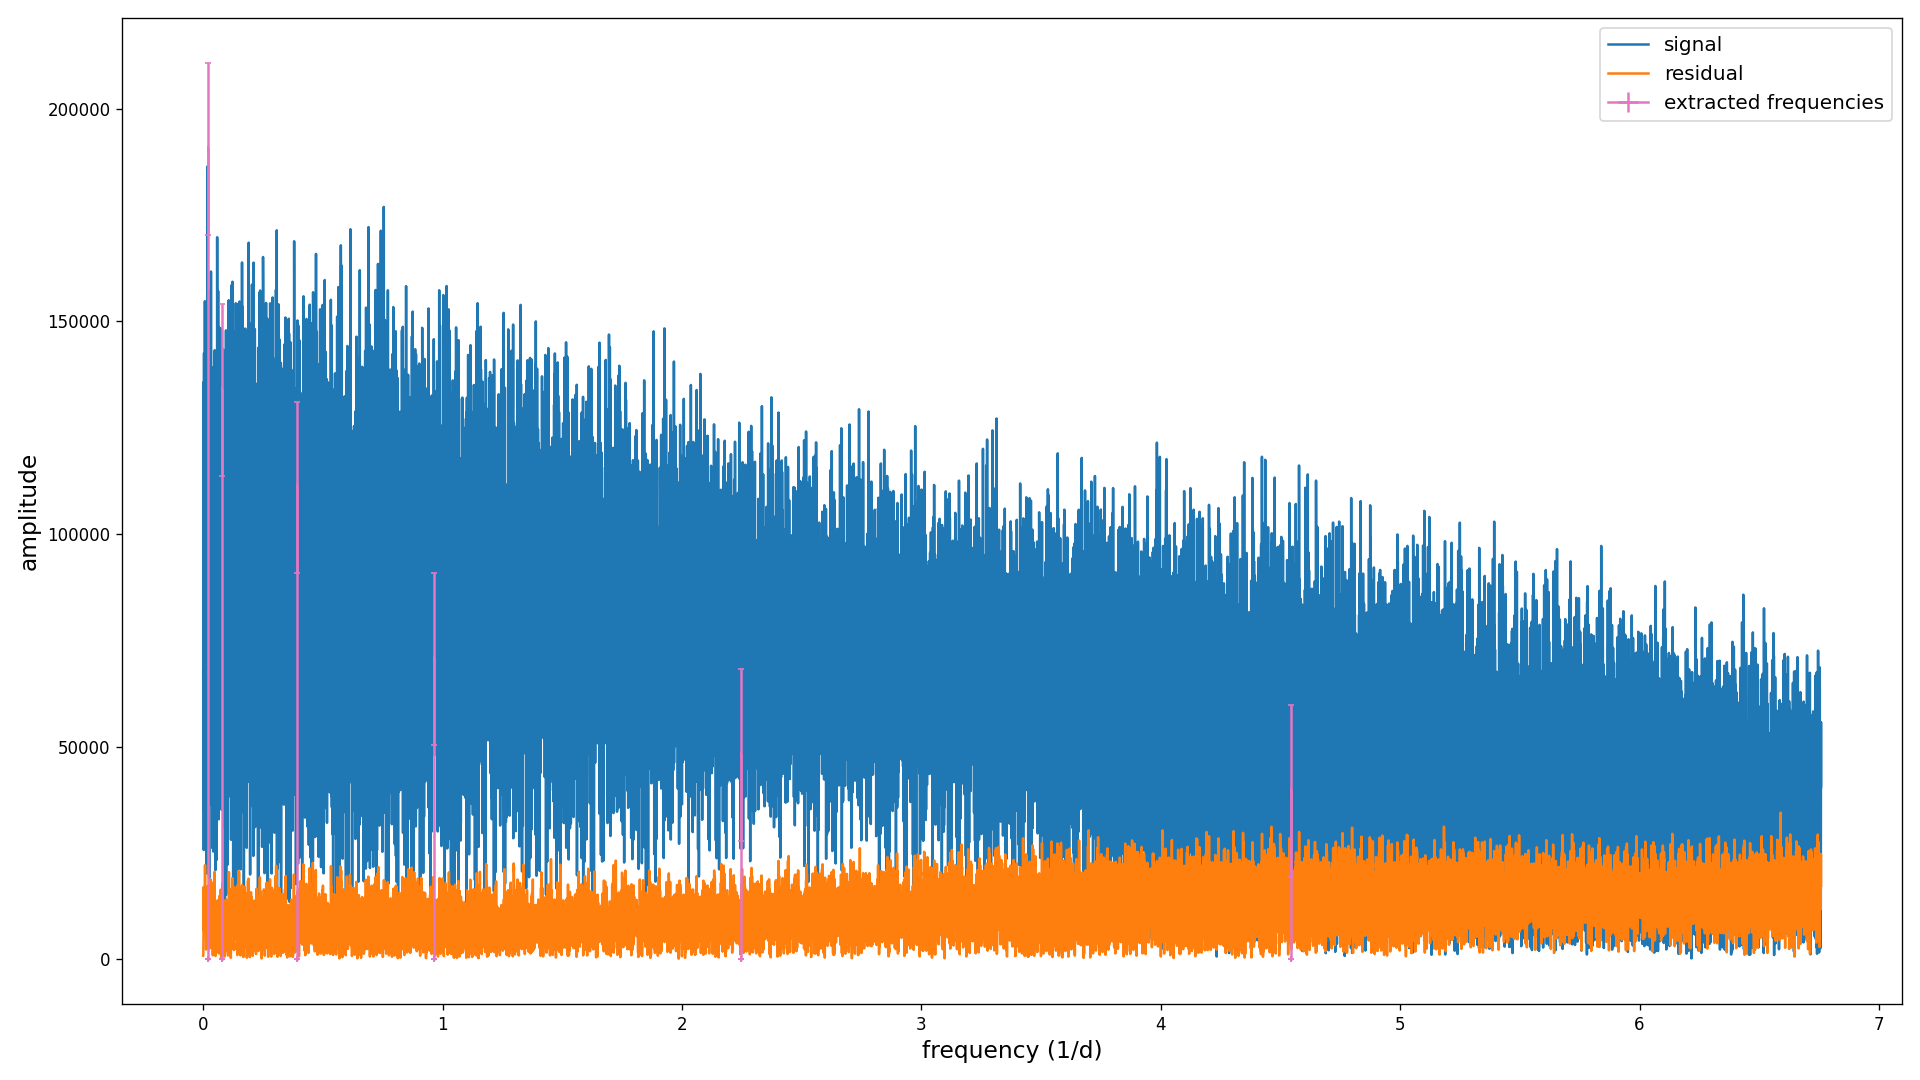 signal
residual
extracted frequencies
amplitude
200000
150000
100000
50000
0
0 1 2 3 4 5 6 7
frequency (1/d)